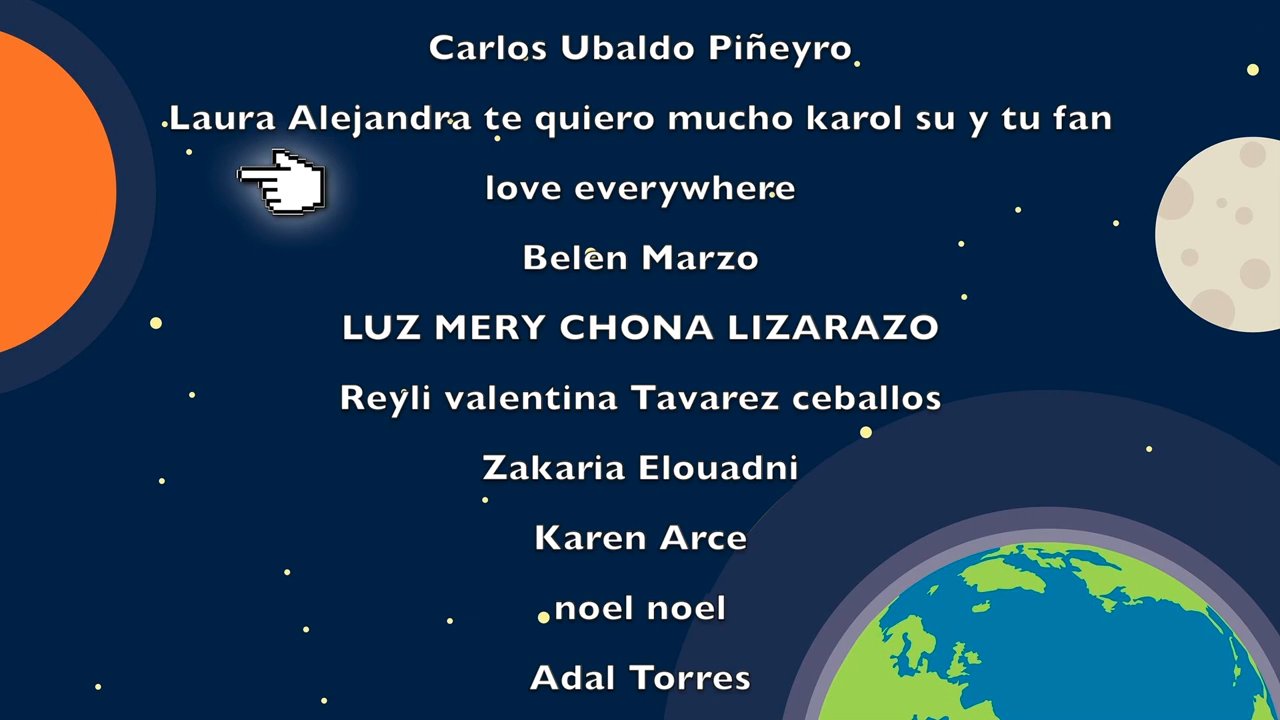 Carlos Ubaldo Piñeyro
Laura Alejandra te quiero mucho karol su y tu fan
love everywhere
Belen Marzo
LUZ MERY CHONA LIZARAZO
Reyli valentina Tavarez ceballos
Zakaria Elouadni
Karen Arce
noel noel
Adal Torres